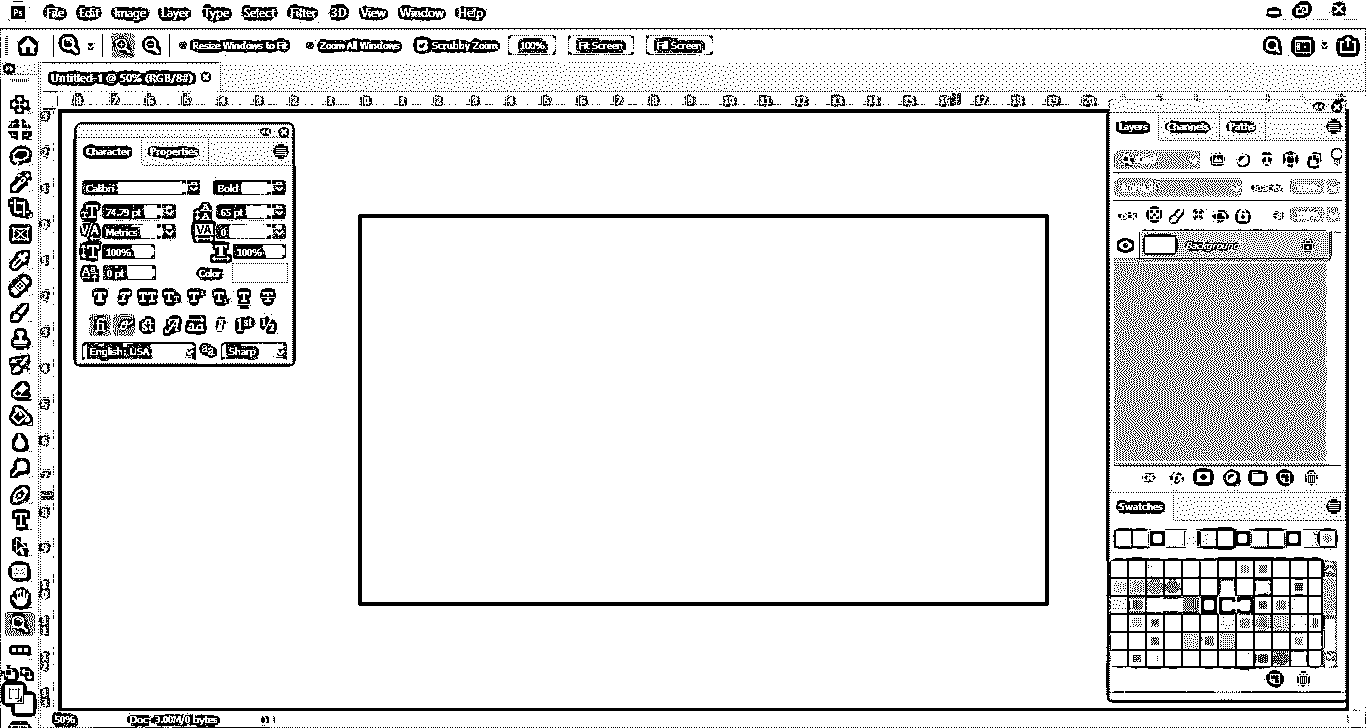 Ps File Edit Image Layer Type Select Filter 3D View Window Help
Resize Windows to Fit Zoom All Windows Scrubby Zoom 100% Fit Screen Fill Screen
Untitled-1 @ 50% (RGB/8#)
Character Properties
Calibri Bold
74.79 pt 65 pt
Metrics 0
100% 100%
0 pt Color:
English: USA Sharp
Layers Channels Paths
Background
Swatches
50% Doc: 3.00M/0 bytes